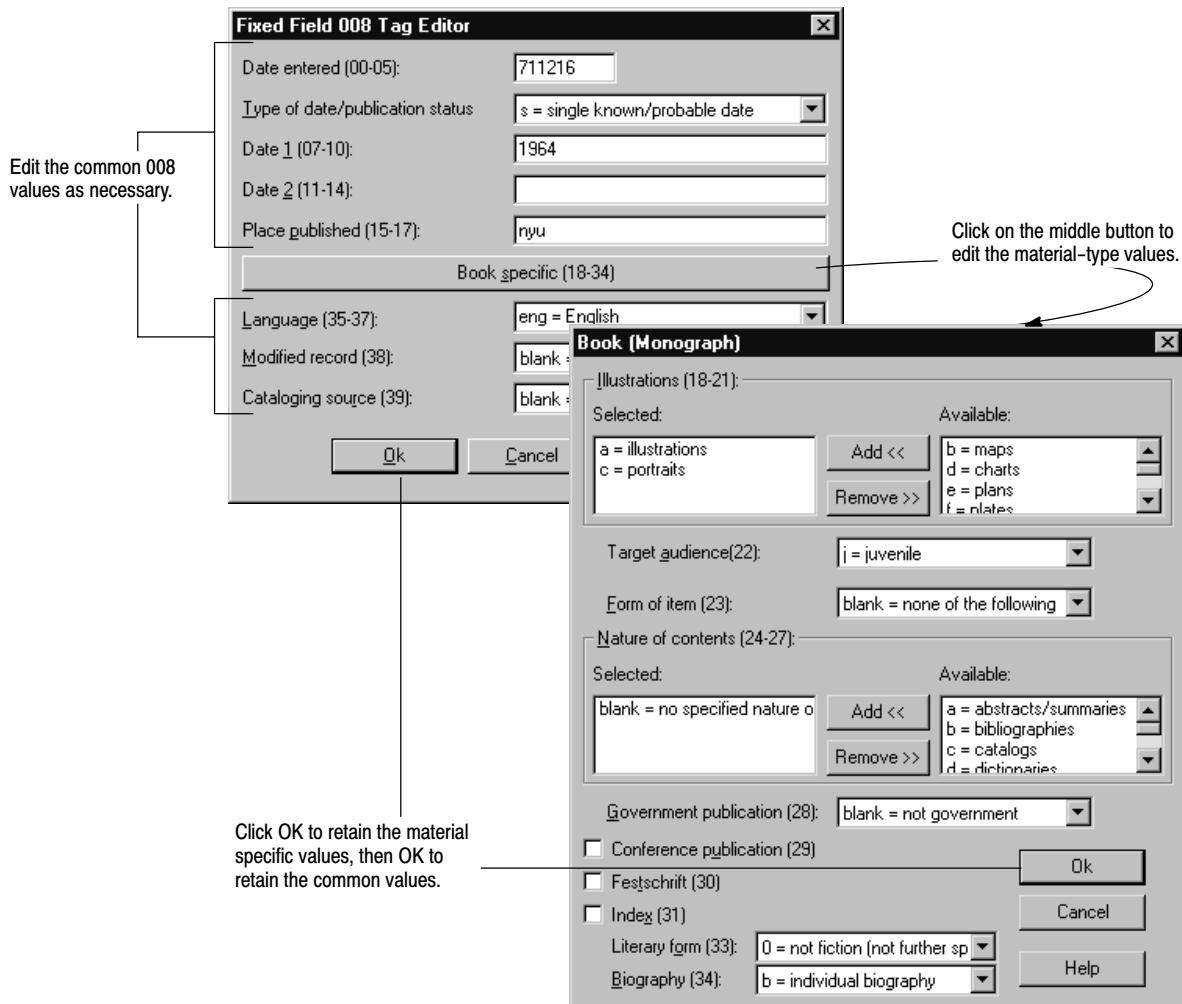 Fixed Field 008 Tag Editor
Date entered (00-05):
711216
Type of date/publication status
s = single known/probable date
Date 1 (07-10):
1964
Date 2 (11-14):
Place published (15-17):
nyu
Book specific (18-34)
Language (35-37):
eng = English
Modified record (38):
blank =
Cataloging source (39):
blank =
Ok
Cancel
Edit the common 008
values as necessary.
Click on the middle button to
edit the material-type values.
Book (Monograph)
Illustrations (18-21):
Selected:
Available:
a = illustrations
c = portraits
Add <<
Remove >>
b = maps
d = charts
e = plans
f = plates
Target audience(22):
j = juvenile
Form of item (23):
blank = none of the following
Nature of contents (24-27):
Selected:
Available:
blank = no specified nature o
Add <<
Remove >>
a = abstracts/summaries
b = bibliographies
c = catalogs
d = dictionaries
Government publication (28):
blank = not government
Conference publication (29)
Festschrift (30)
Index (31)
Literary form (33):
0 = not fiction (not further sp
Biography (34):
b = individual biography
Ok
Cancel
Help
Click OK to retain the material
specific values, then OK to
retain the common values.